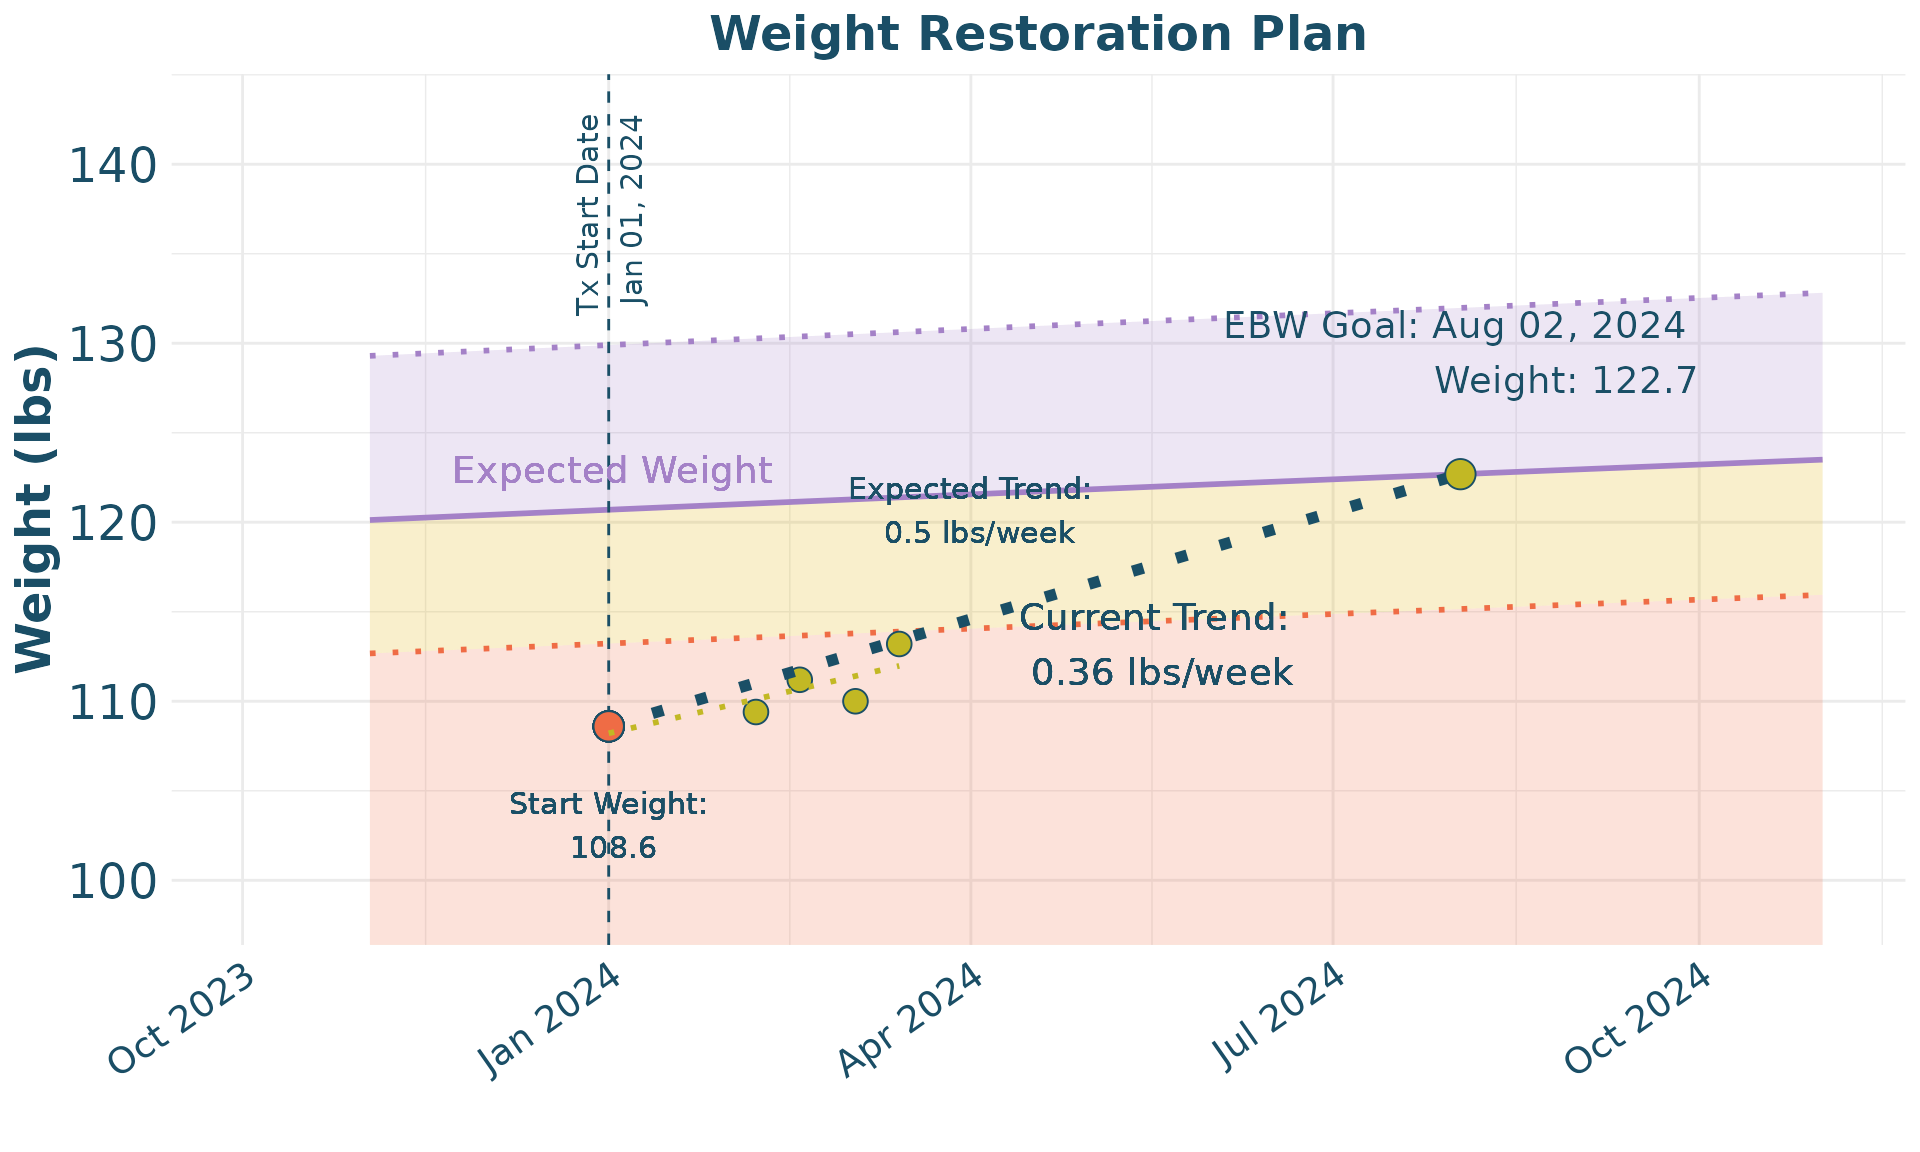 Weight Restoration Plan
Weight (lbs)
140
130
120
110
100
Tx Start Date
Jan 01, 2024
EBW Goal: Aug 02, 2024
Weight: 122.7
Expected Weight
Expected Trend:
0.5 lbs/week
Current Trend:
0.36 lbs/week
Start Weight:
108.6
Oct 2023
Jan 2024
Apr 2024
Jul 2024
Oct 2024